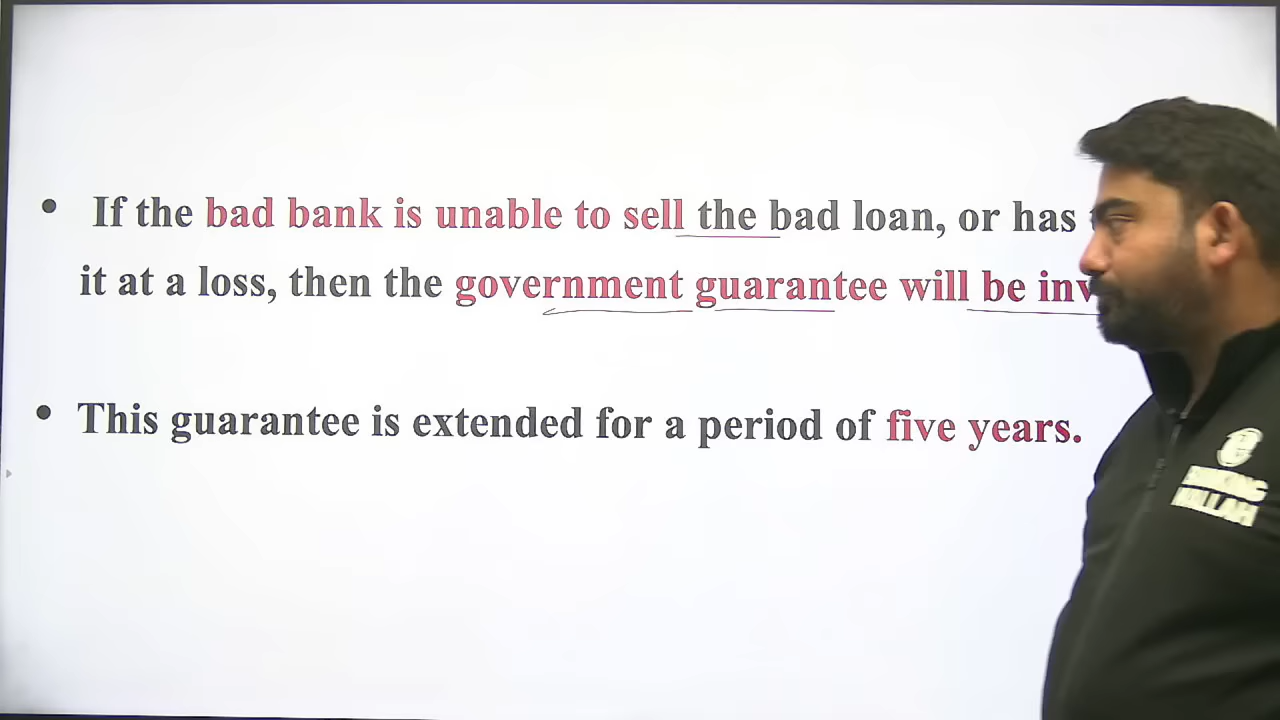 • If the bad bank is unable to sell the bad loan, or has
it at a loss, then the government guarantee will be inv
• This guarantee is extended for a period of five years.